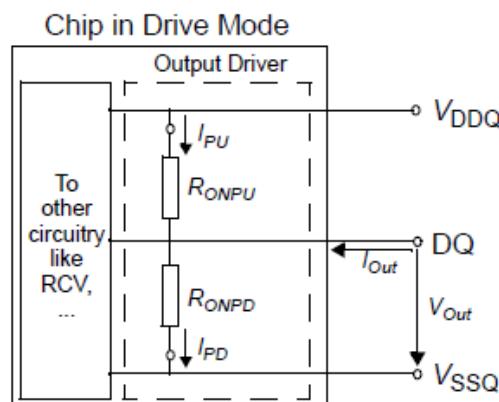 Chip in Drive Mode
Output Driver
V_DDQ
I_PU
To
other
circuitry
like
RCV,
...
R_ONPU
DQ
I_Out
R_ONPD
V_Out
I_PD
V_SSQ